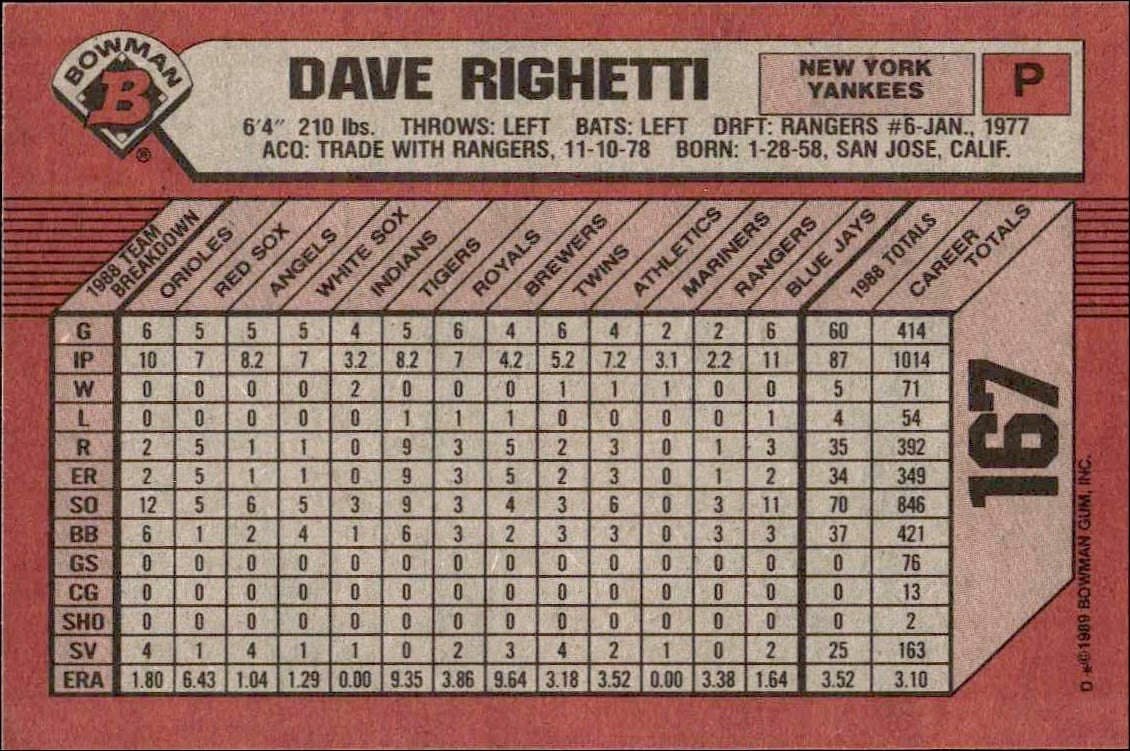 BOWMAN
B
®
DAVE RIGHETTI
NEW YORK
YANKEES
P
6'4" 210 lbs. THROWS: LEFT BATS: LEFT DRFT: RANGERS #6-JAN., 1977
ACQ: TRADE WITH RANGERS, 11-10-78 BORN: 1-28-58, SAN JOSE, CALIF.
1988 TEAM BREAKDOWN ORIOLES RED SOX ANGELS WHITE SOX INDIANS TIGERS ROYALS BREWERS TWINS ATHLETICS MARINERS RANGERS BLUE JAYS 1988 TOTALS CAREER TOTALS
G 6 5 5 5 4 5 6 4 6 4 2 2 6 60 414
IP 10 7 8.2 7 3.2 8.2 7 4.2 5.2 7.2 3.1 2.2 11 87 1014
W 0 0 0 0 2 0 0 0 1 1 1 0 0 5 71
L 0 0 0 0 0 1 1 1 0 0 0 0 1 4 54
R 2 5 1 1 0 9 3 5 2 3 0 1 3 35 392
ER 2 5 1 1 0 9 3 5 2 3 0 1 2 34 349
SO 12 5 6 5 3 9 3 4 3 6 0 3 11 70 846
BB 6 1 2 4 1 6 3 2 3 3 0 3 3 37 421
GS 0 0 0 0 0 0 0 0 0 0 0 0 0 0 76
CG 0 0 0 0 0 0 0 0 0 0 0 0 0 0 13
SHO 0 0 0 0 0 0 0 0 0 0 0 0 0 0 2
SV 4 1 4 1 1 0 2 3 4 2 1 0 2 25 163
ERA 1.80 6.43 1.04 1.29 0.00 9.35 3.86 9.64 3.18 3.52 0.00 3.38 1.64 3.52 3.10
167
D **©1989 BOWMAN GUM, INC.